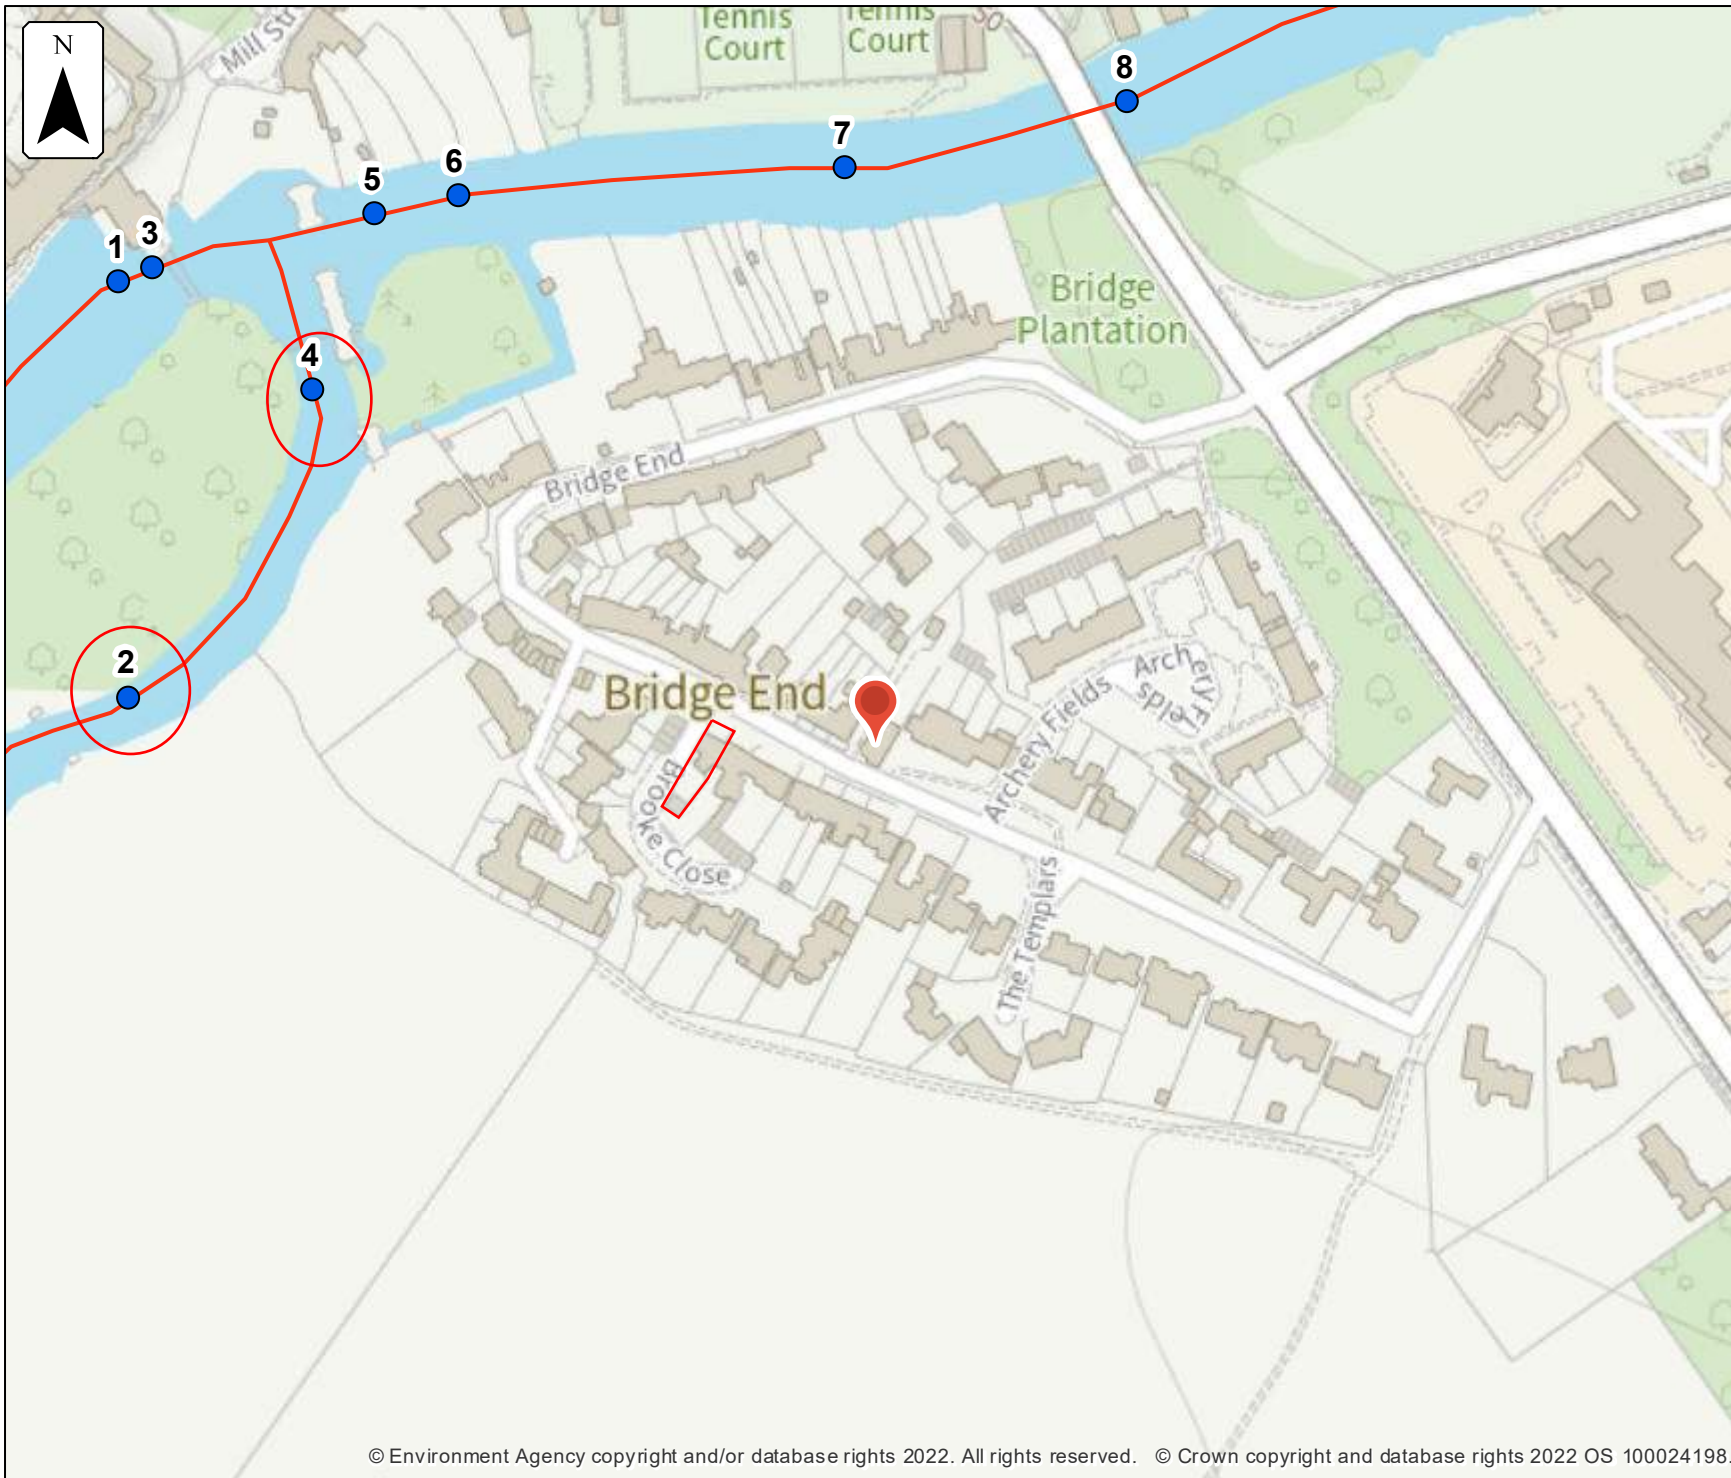 N
Mill Str
Tennis
Court
Tennis
Court
50
8
7
6
5
3
1
4
2
Bridge
Plantation
Bridge End
Bridge End
Archery Fields
Archery Fields
Brooke Close
The Templars
© Environment Agency copyright and/or database rights 2022. All rights reserved. © Crown copyright and database rights 2022 OS 100024198.